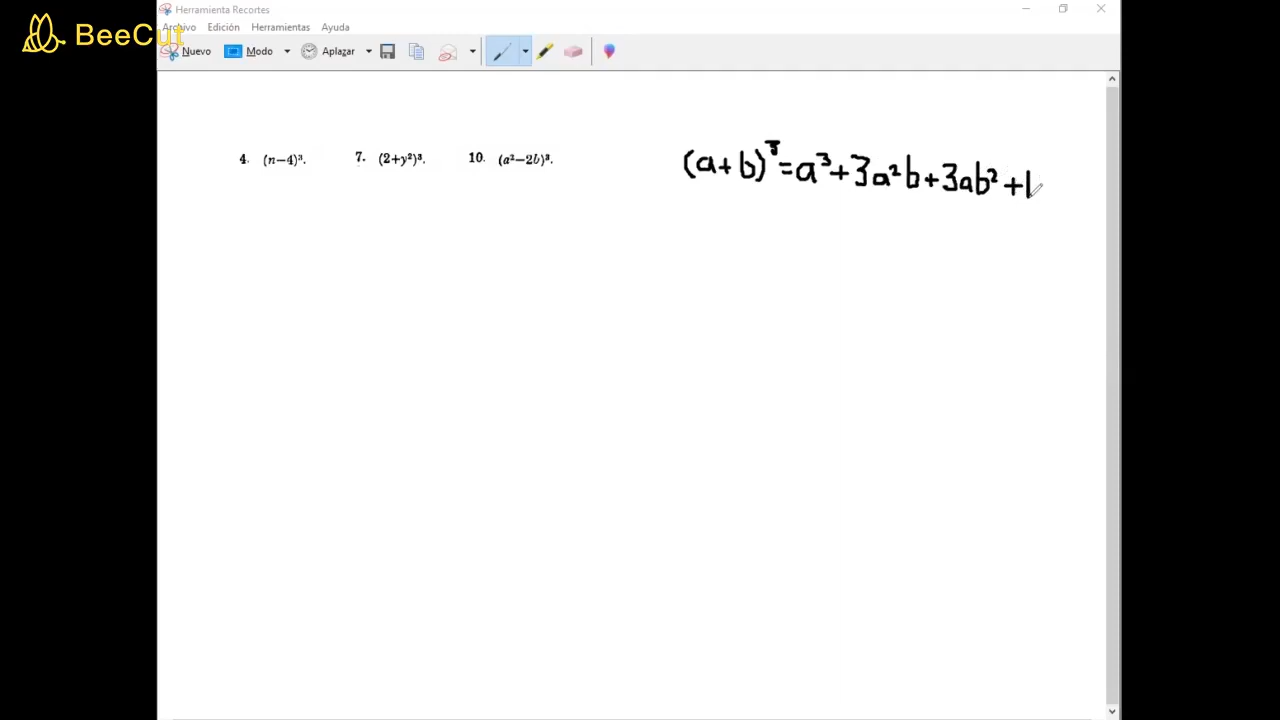 BeeCut
Herramienta Recortes
Archivo Edición Herramientas Ayuda
Nuevo Modo Aplazar
4. (n−4)³. 7. (2+y²)³. 10. (a²−2b)³.
(a+b)³=a³+3a²b+3ab²+